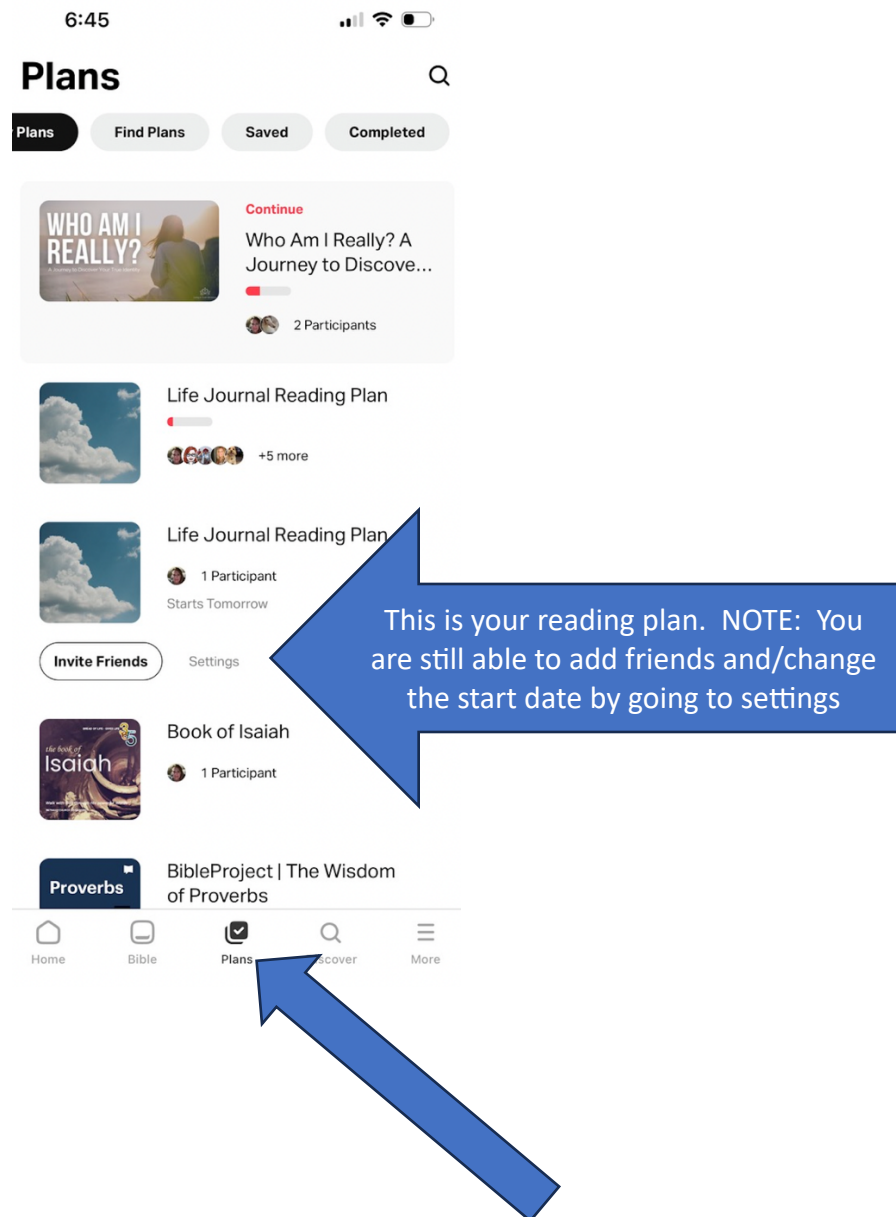 6:45
Plans
Plans
Find Plans
Saved
Completed
WHO AM I
REALLY?
Continue
Who Am I Really? A
Journey to Discove...
2 Participants
Life Journal Reading Plan
+5 more
Life Journal Reading Plan
1 Participant
Starts Tomorrow
Invite Friends
Settings
This is your reading plan.  NOTE:  You
are still able to add friends and/change
the start date by going to settings
the book of
Isaiah
Book of Isaiah
1 Participant
Proverbs
BibleProject | The Wisdom
of Proverbs
Home
Bible
Plans
scover
More